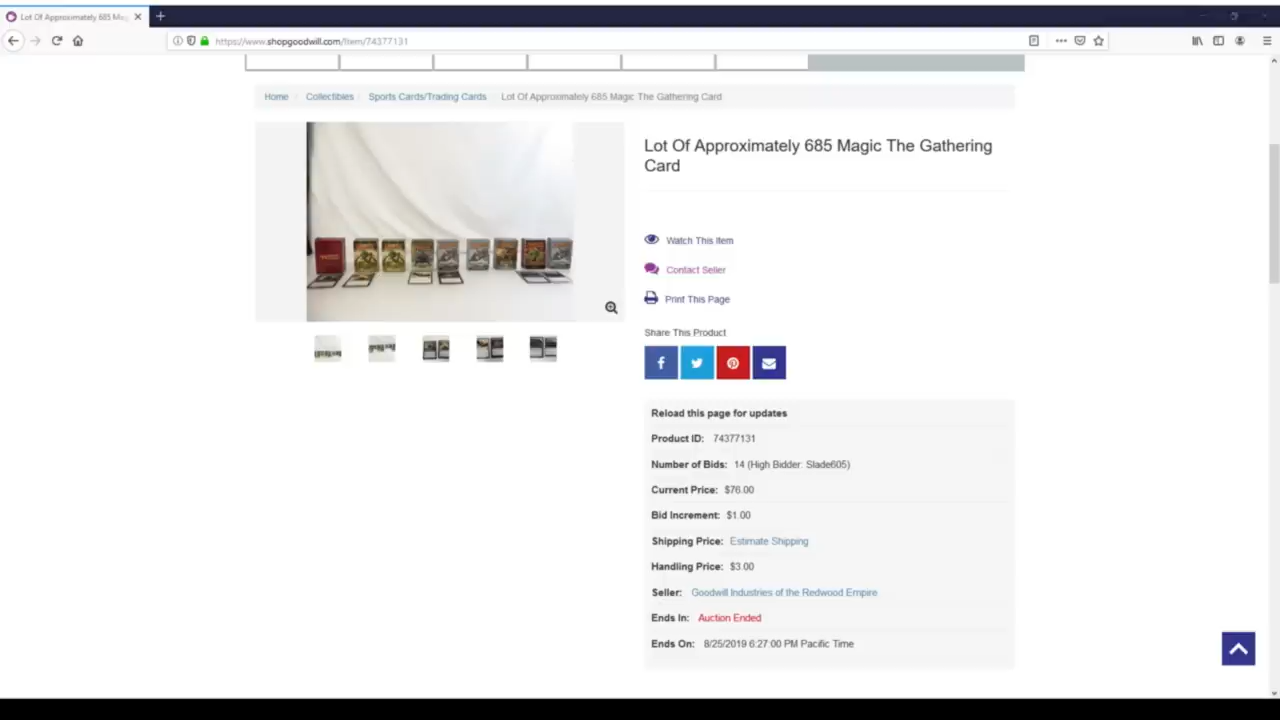 Lot Of Approximately 685 Mag
https://www.shopgoodwill.com/Item/74377131
Home Collectibles Sports Cards/Trading Cards Lot Of Approximately 685 Magic The Gathering Card
Lot Of Approximately 685 Magic The Gathering
Card
Watch This Item
Contact Seller
Print This Page
Share This Product
Reload this page for updates
Product ID: 74377131
Number of Bids: 14 (High Bidder: Slade605)
Current Price: $76.00
Bid Increment: $1.00
Shipping Price: Estimate Shipping
Handling Price: $3.00
Seller: Goodwill Industries of the Redwood Empire
Ends In: Auction Ended
Ends On: 8/25/2019 6:27:00 PM Pacific Time